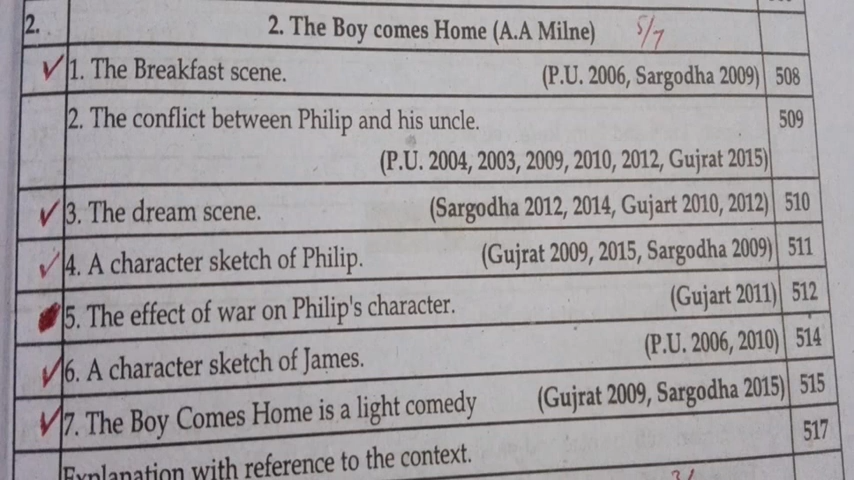 2. 2. The Boy comes Home (A.A Milne) 5/7
✓ 1. The Breakfast scene. (P.U. 2006, Sargodha 2009) 508
2. The conflict between Philip and his uncle. 509
(P.U. 2004, 2003, 2009, 2010, 2012, Gujrat 2015)
✓ 3. The dream scene. (Sargodha 2012, 2014, Gujart 2010, 2012) 510
✓ 4. A character sketch of Philip. (Gujrat 2009, 2015, Sargodha 2009) 511
5. The effect of war on Philip's character. (Gujart 2011) 512
✓ 6. A character sketch of James. (P.U. 2006, 2010) 514
✓ 7. The Boy Comes Home is a light comedy (Gujrat 2009, Sargodha 2015) 515
Explanation with reference to the context. 517